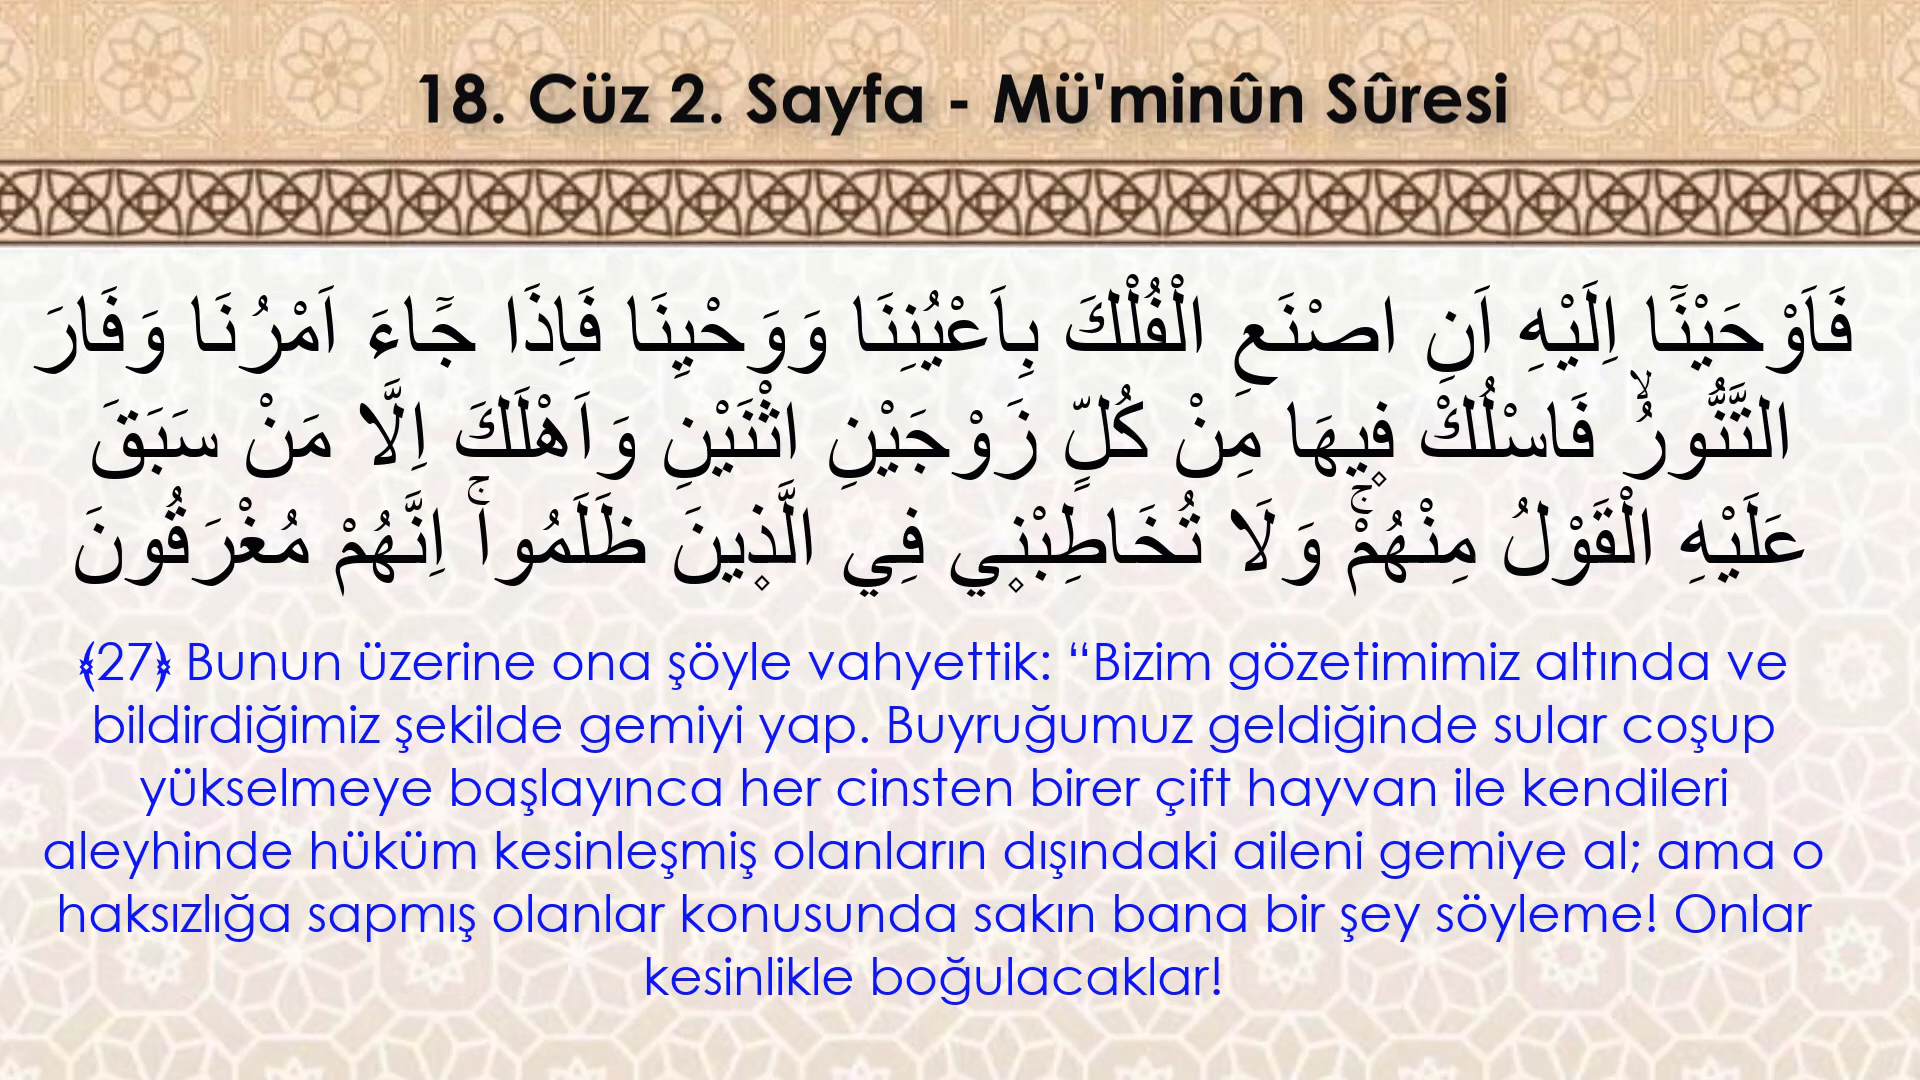 18. Cüz 2. Sayfa - Mü'minûn Sûresi
فَاَوْحَيْنَٓا اِلَيْهِ اَنِ اصْنَعِ الْفُلْكَ بِاَعْيُنِنَا وَوَحْيِنَا فَاِذَا جَٓاءَ اَمْرُنَا وَفَارَ
التَّنُّورُۙ فَاسْلُكْ ف۪يهَا مِنْ كُلٍّ زَوْجَيْنِ اثْنَيْنِ وَاَهْلَكَ اِلَّا مَنْ سَبَقَ
عَلَيْهِ الْقَوْلُ مِنْهُمْۚ وَلَا تُخَاطِبْن۪ي فِي الَّذ۪ينَ ظَلَمُواۚ اِنَّهُمْ مُغْرَقُونَ
﴾27﴿ Bunun üzerine ona şöyle vahyettik: “Bizim gözetimimiz altında ve
bildirdiğimiz şekilde gemiyi yap. Buyruğumuz geldiğinde sular coşup
yükselmeye başlayınca her cinsten birer çift hayvan ile kendileri
aleyhinde hüküm kesinleşmiş olanların dışındaki aileni gemiye al; ama o
haksızlığa sapmış olanlar konusunda sakın bana bir şey söyleme! Onlar
kesinlikle boğulacaklar!